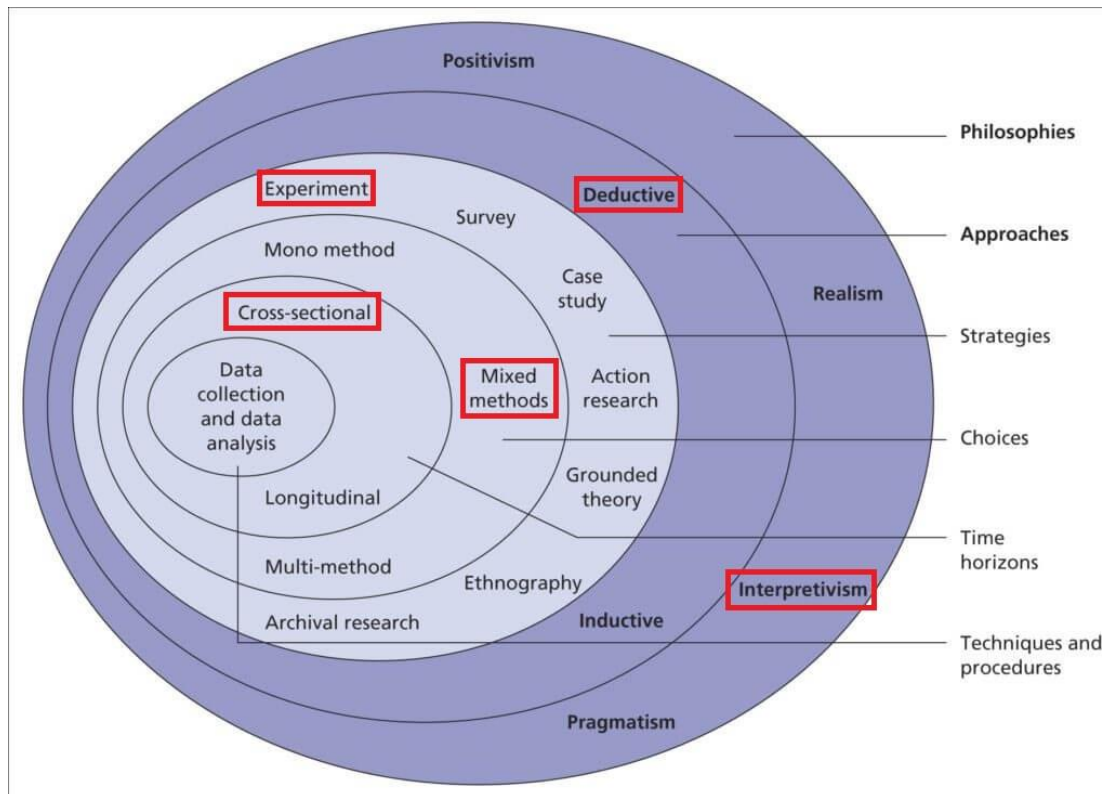 Positivism
Philosophies
Experiment
Deductive
Survey
Approaches
Mono method
Case
study
Realism
Cross-sectional
Strategies
Data
collection
and data
analysis
Mixed
methods
Action
research
Choices
Grounded
theory
Longitudinal
Time
horizons
Multi-method
Ethnography
Interpretivism
Archival research
Inductive
Techniques and
procedures
Pragmatism